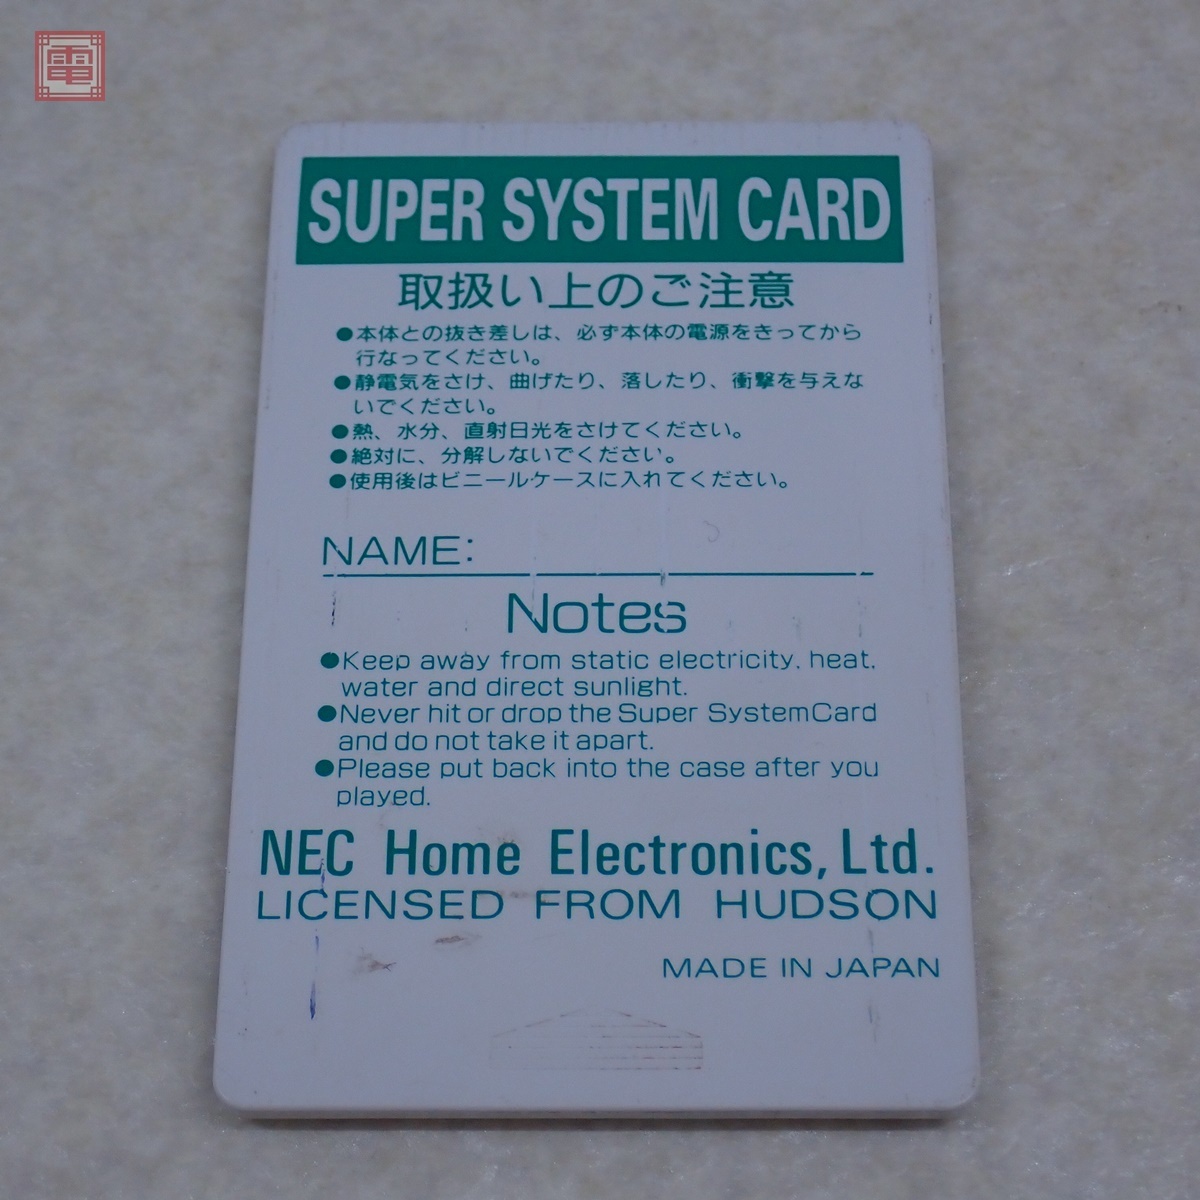 電
SUPER SYSTEM CARD
取扱い上のご注意
●本体との抜き差しは、必ず本体の電源をきってから
行なってください。
●静電気をさけ、曲げたり、落したり、衝撃を与えな
いでください。
●熱、水分、直射日光をさけてください。
●絶対に、分解しないでください。
●使用後はビニールケースに入れてください。
NAME:
Notes
●Keep away from static electricity, heat,
water and direct sunlight.
●Never hit or drop the Super SystemCard
and do not take it apart.
●Please put back into the case after you
played.
NEC Home Electronics, Ltd.
LICENSED FROM HUDSON
MADE IN JAPAN